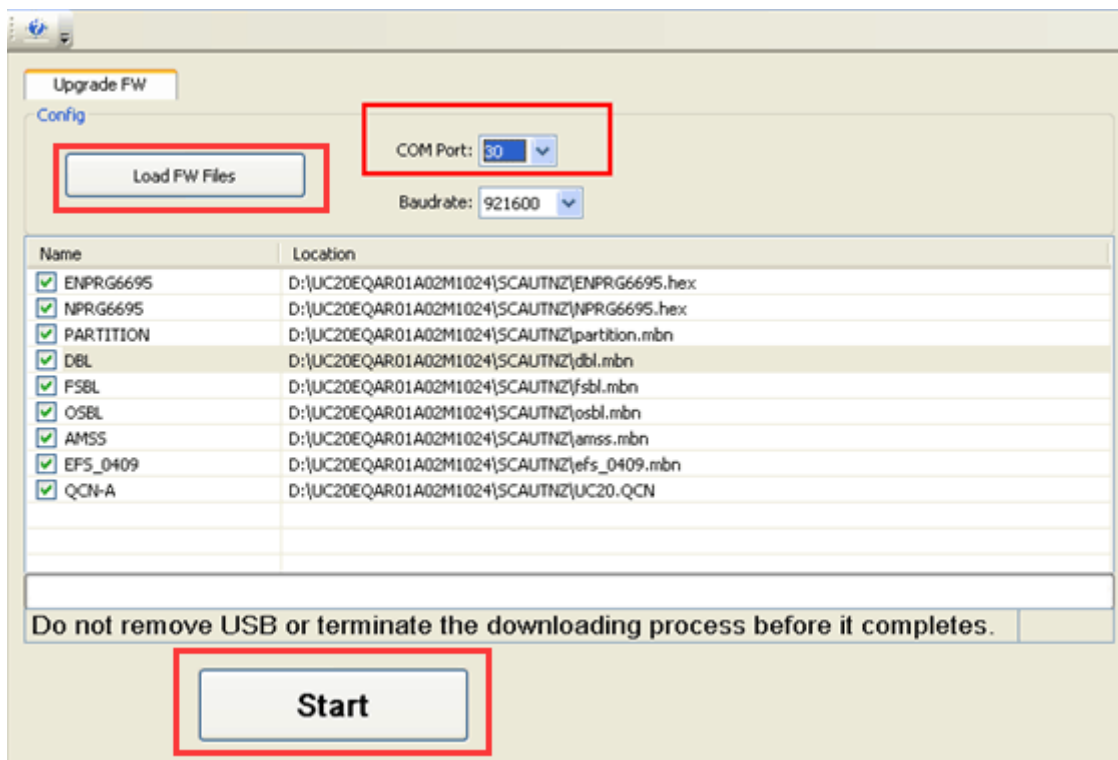 Upgrade FW
Config
Load FW Files
COM Port: 30
Baudrate: 921600
Name Location
ENPRG6695 D:\UC20EQAR01A02M1024\SCAUTNZ\ENPRG6695.hex
NPRG6695 D:\UC20EQAR01A02M1024\SCAUTNZ\NPRG6695.hex
PARTITION D:\UC20EQAR01A02M1024\SCAUTNZ\partition.mbn
DBL D:\UC20EQAR01A02M1024\SCAUTNZ\dbl.mbn
FSBL D:\UC20EQAR01A02M1024\SCAUTNZ\fsbl.mbn
OSBL D:\UC20EQAR01A02M1024\SCAUTNZ\osbl.mbn
AMSS D:\UC20EQAR01A02M1024\SCAUTNZ\amss.mbn
EFS_0409 D:\UC20EQAR01A02M1024\SCAUTNZ\efs_0409.mbn
QCN-A D:\UC20EQAR01A02M1024\SCAUTNZ\UC20.QCN
Do not remove USB or terminate the downloading process before it completes.
Start